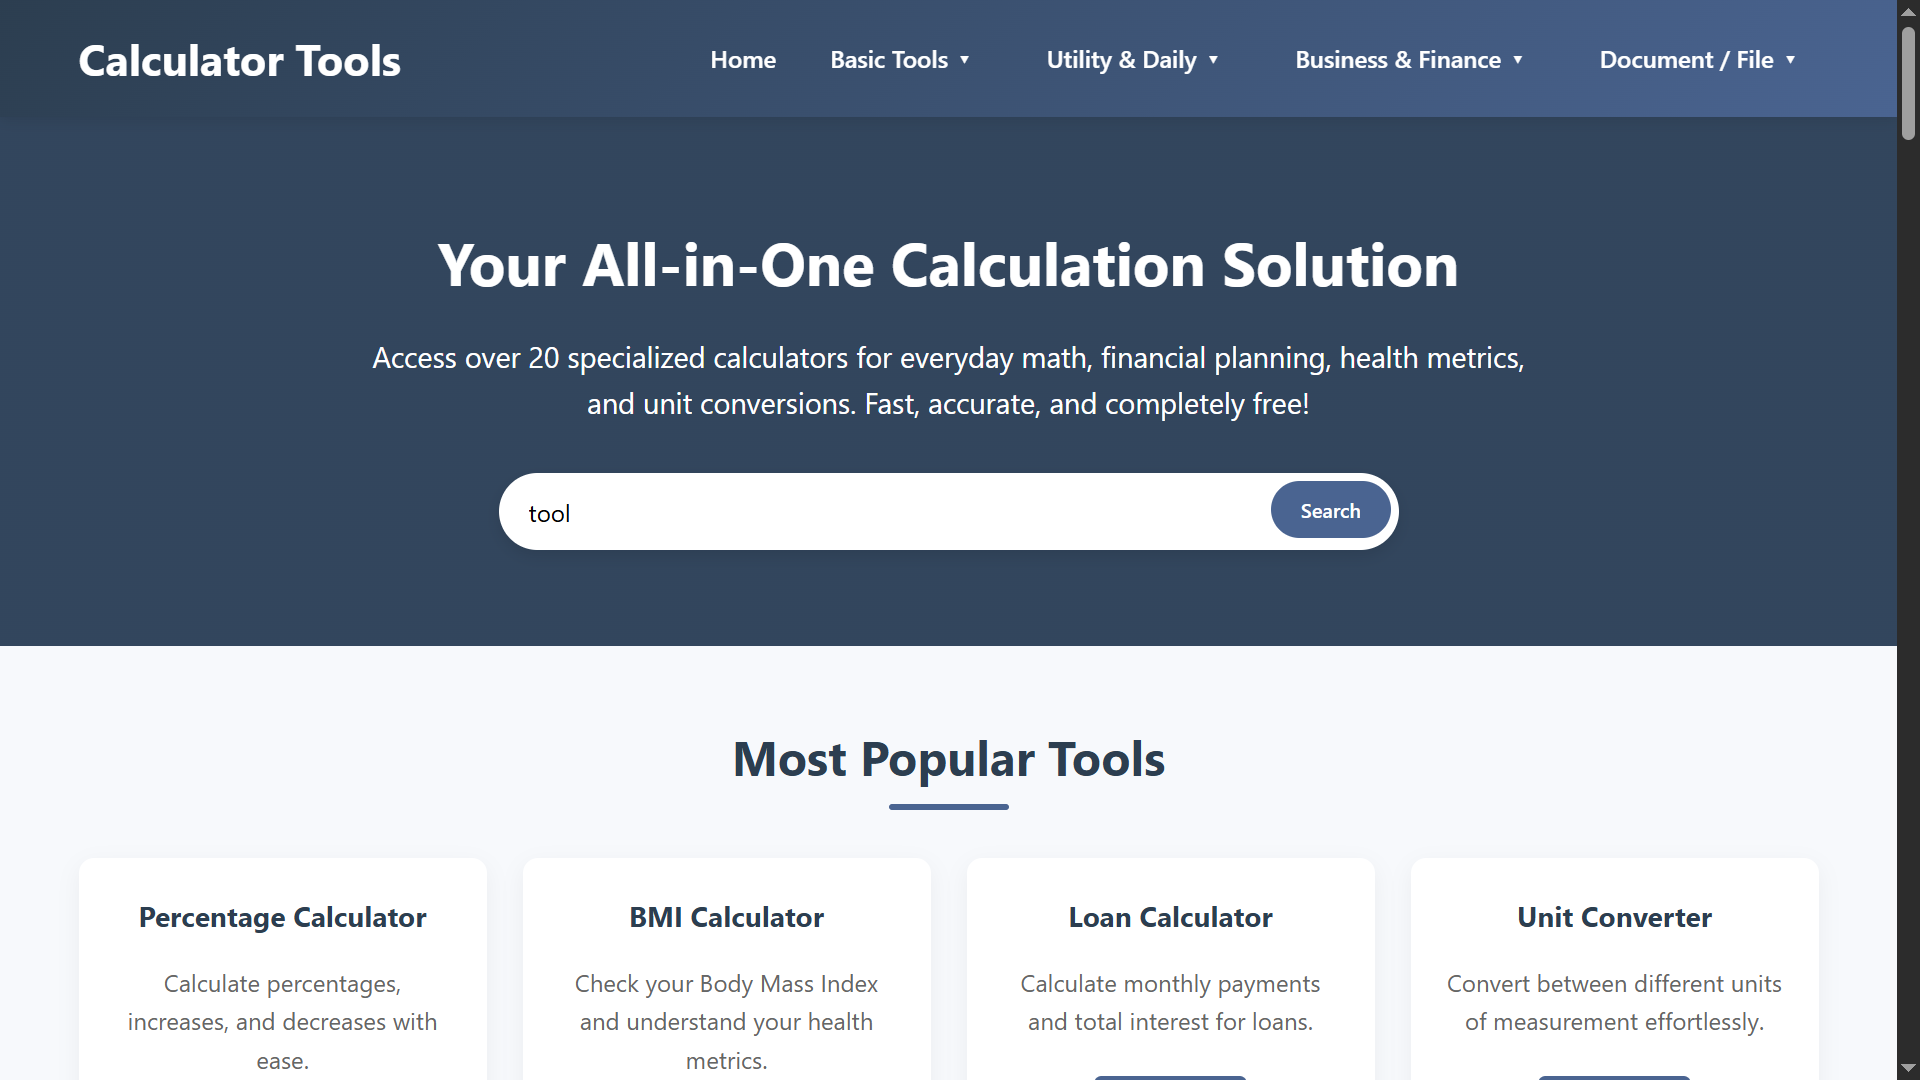 Calculator Tools
Home
Basic Tools ▼
Utility & Daily ▼
Business & Finance ▼
Document / File ▼
Your All-in-One Calculation Solution
Access over 20 specialized calculators for everyday math, financial planning, health metrics,
and unit conversions. Fast, accurate, and completely free!
tool
Search
Most Popular Tools
Percentage Calculator
Calculate percentages,
increases, and decreases with
ease.
BMI Calculator
Check your Body Mass Index
and understand your health
metrics.
Loan Calculator
Calculate monthly payments
and total interest for loans.
Unit Converter
Convert between different units
of measurement effortlessly.